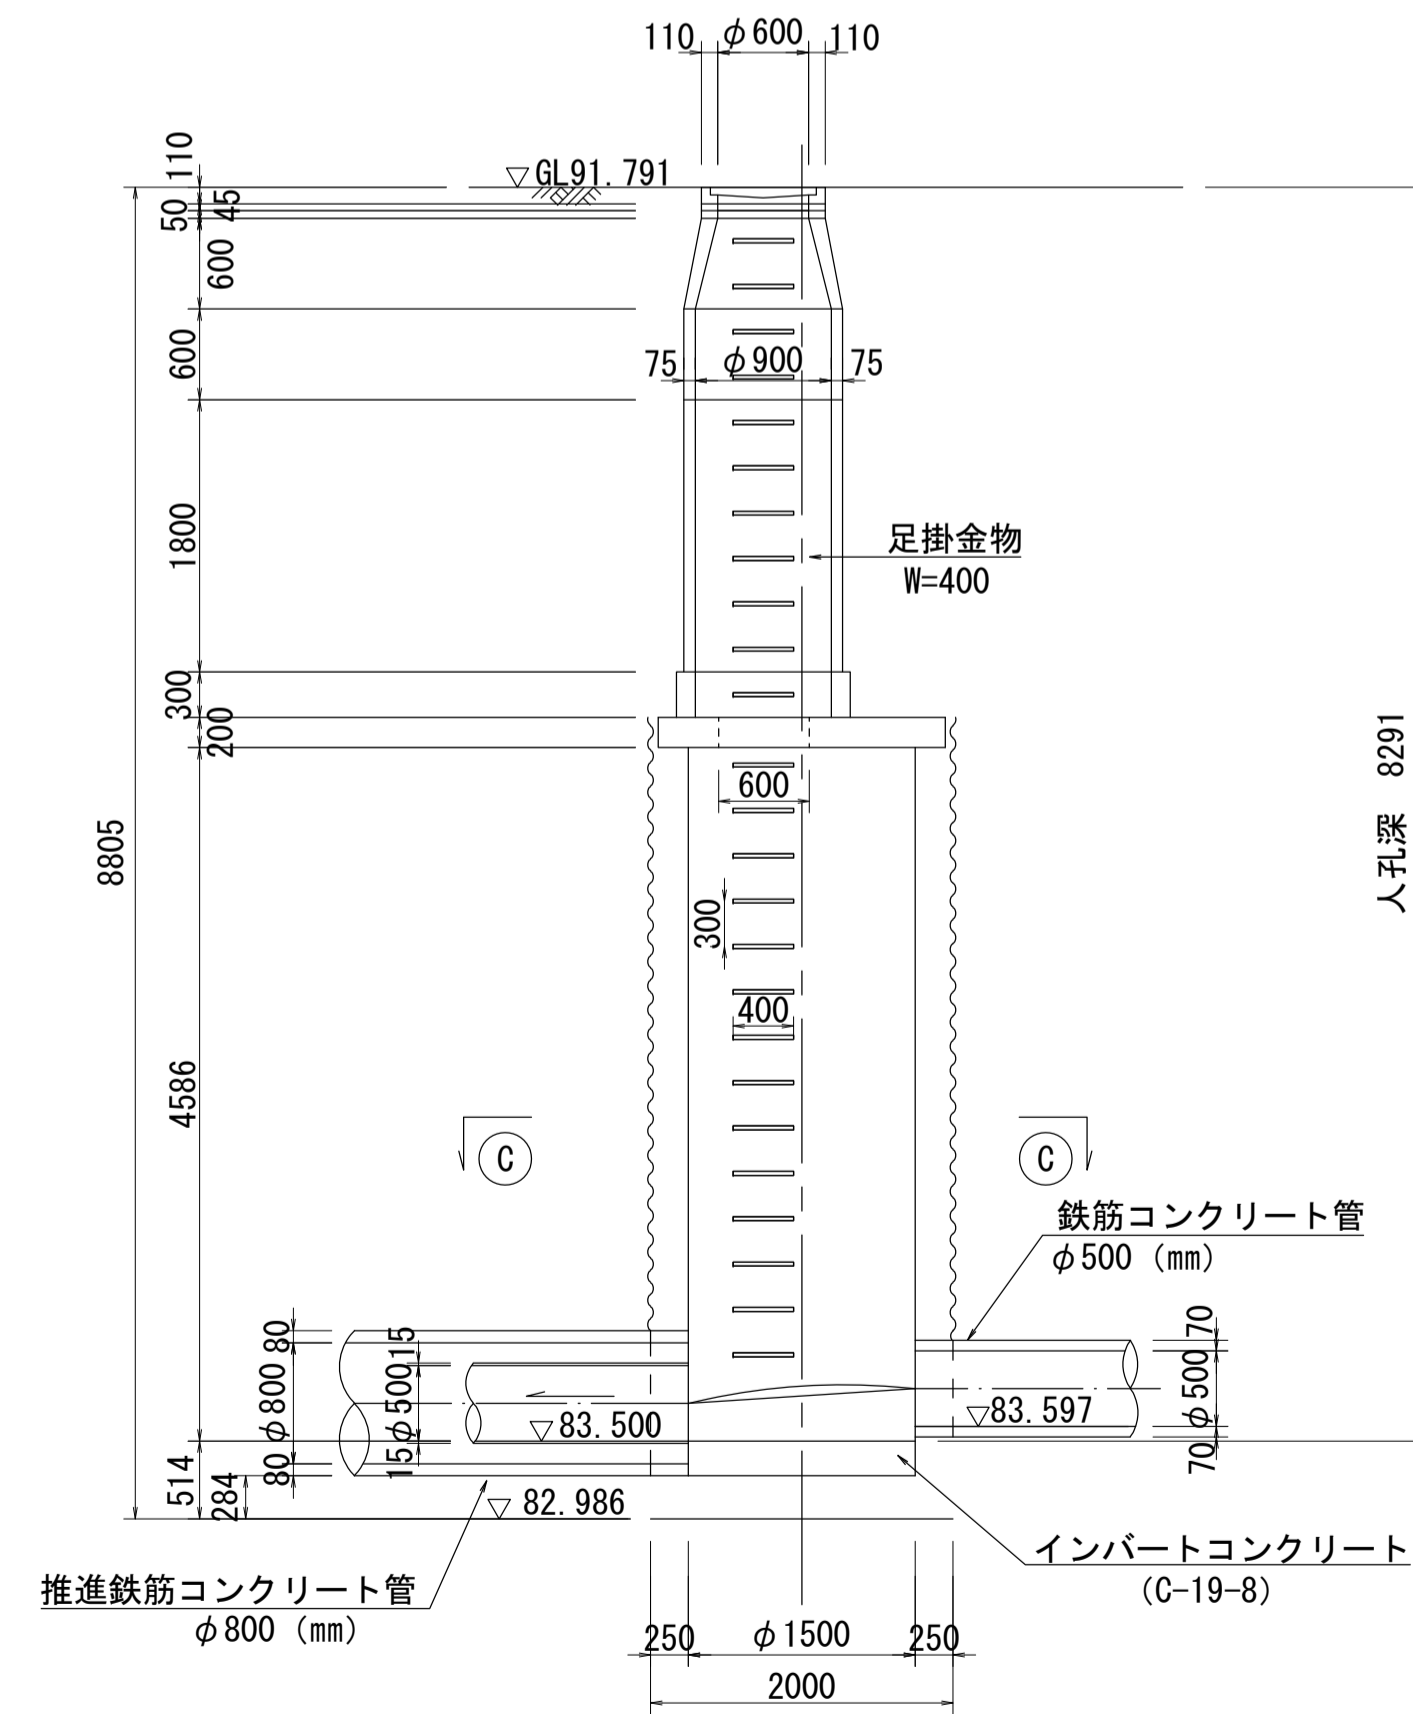 110 φ600 110
110
▽ GL91.791
50 45
600
600
75 φ900 75
1800
足掛金物
W=400
300
200
600
人孔深 8291
8805
300
400
4586
C C
鉄筋コンクリート管
φ500 (mm)
80 15 70
φ800 φ500 φ500
▽83.597
▽83.500
80 15 70
514 284
▽ 82.986
インバートコンクリート
(C-19-8)
推進鉄筋コンクリート管
φ800 (mm)
250 φ1500 250
2000